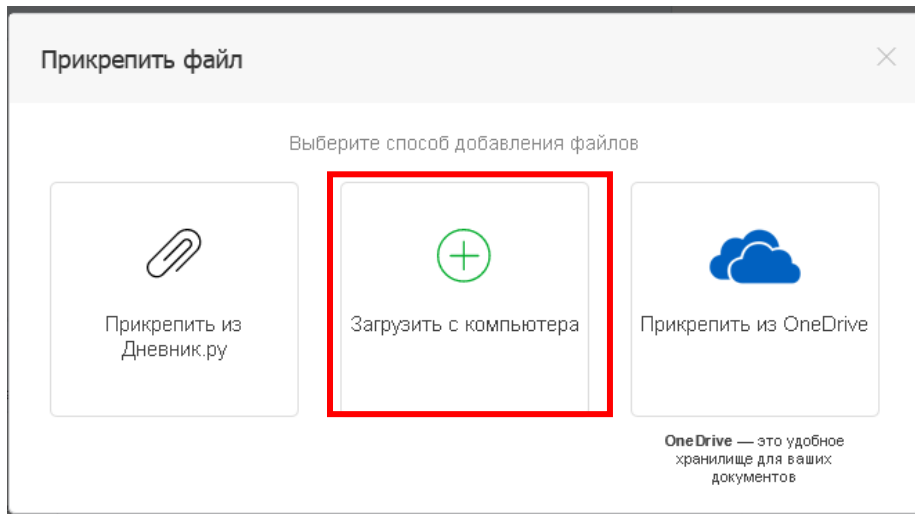 Прикрепить файл
Выберите способ добавления файлов
Прикрепить из
Дневник.ру
Загрузить с компьютера
Прикрепить из OneDrive
OneDrive — это удобное
хранилище для ваших
документов